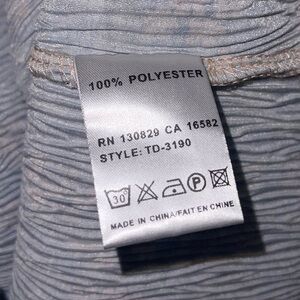 100% POLYESTER
RN 130829 CA 16582
STYLE: TD-3190
30 P
MADE IN CHINA/FAIT EN CHINE